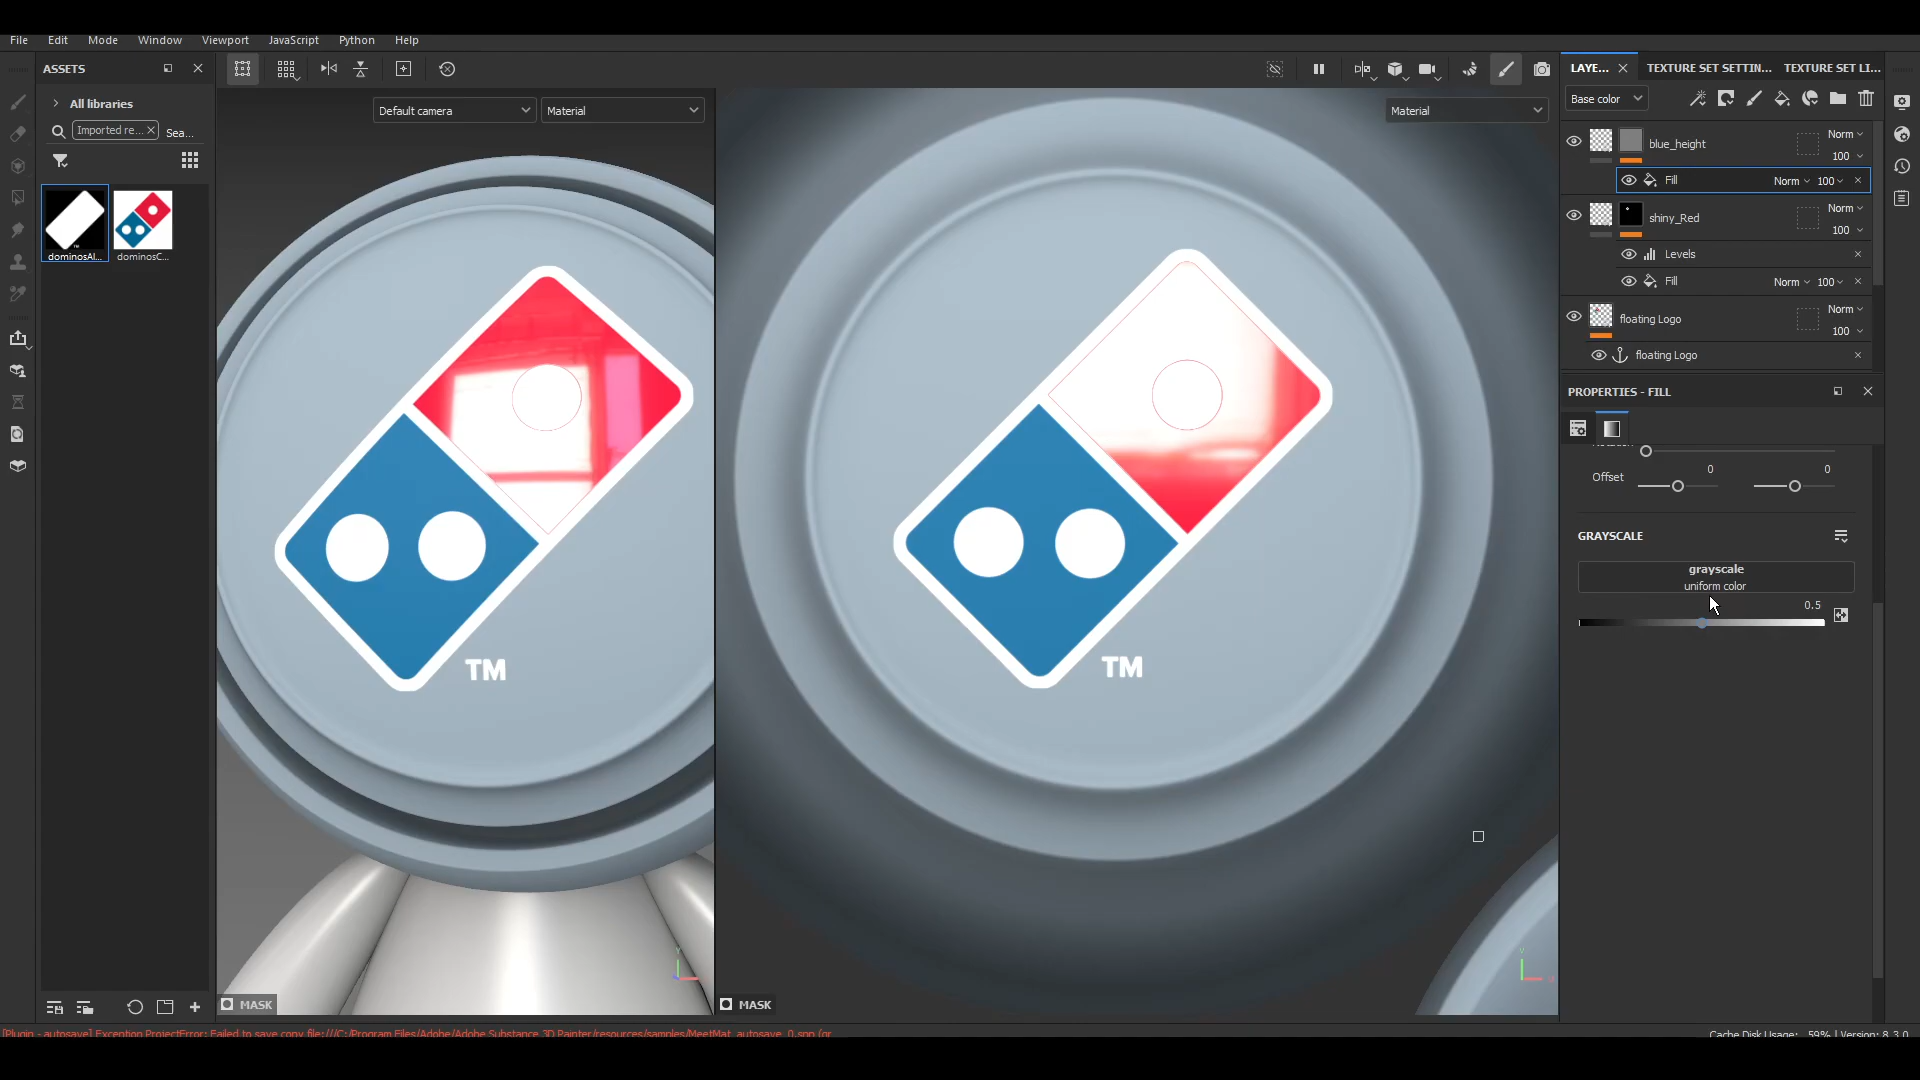 File Edit Mode Window Viewport JavaScript Python Help
ASSETS
All libraries
Imported re... Sea...
dominosAl... dominosC...
Default camera Material
Material
TM
TM
MASK
MASK
LAYE... TEXTURE SET SETTIN... TEXTURE SET LI...
Base color
Norm
blue_height
100
Fill Norm 100
Norm
shiny_Red
100
Levels
Fill Norm 100
Norm
floating Logo
100
floating Logo
PROPERTIES - FILL
0 0
Offset
GRAYSCALE
grayscale
uniform color
0.5
[Plugin - autosave] Exception ProjectError: Failed to save copy file:///C:/Program Files/Adobe/Adobe Substance 3D Painter/resources/samples/MeetMat_autosave_0.spp (or
Cache Disk Usage: 59% | Version: 8.3.0